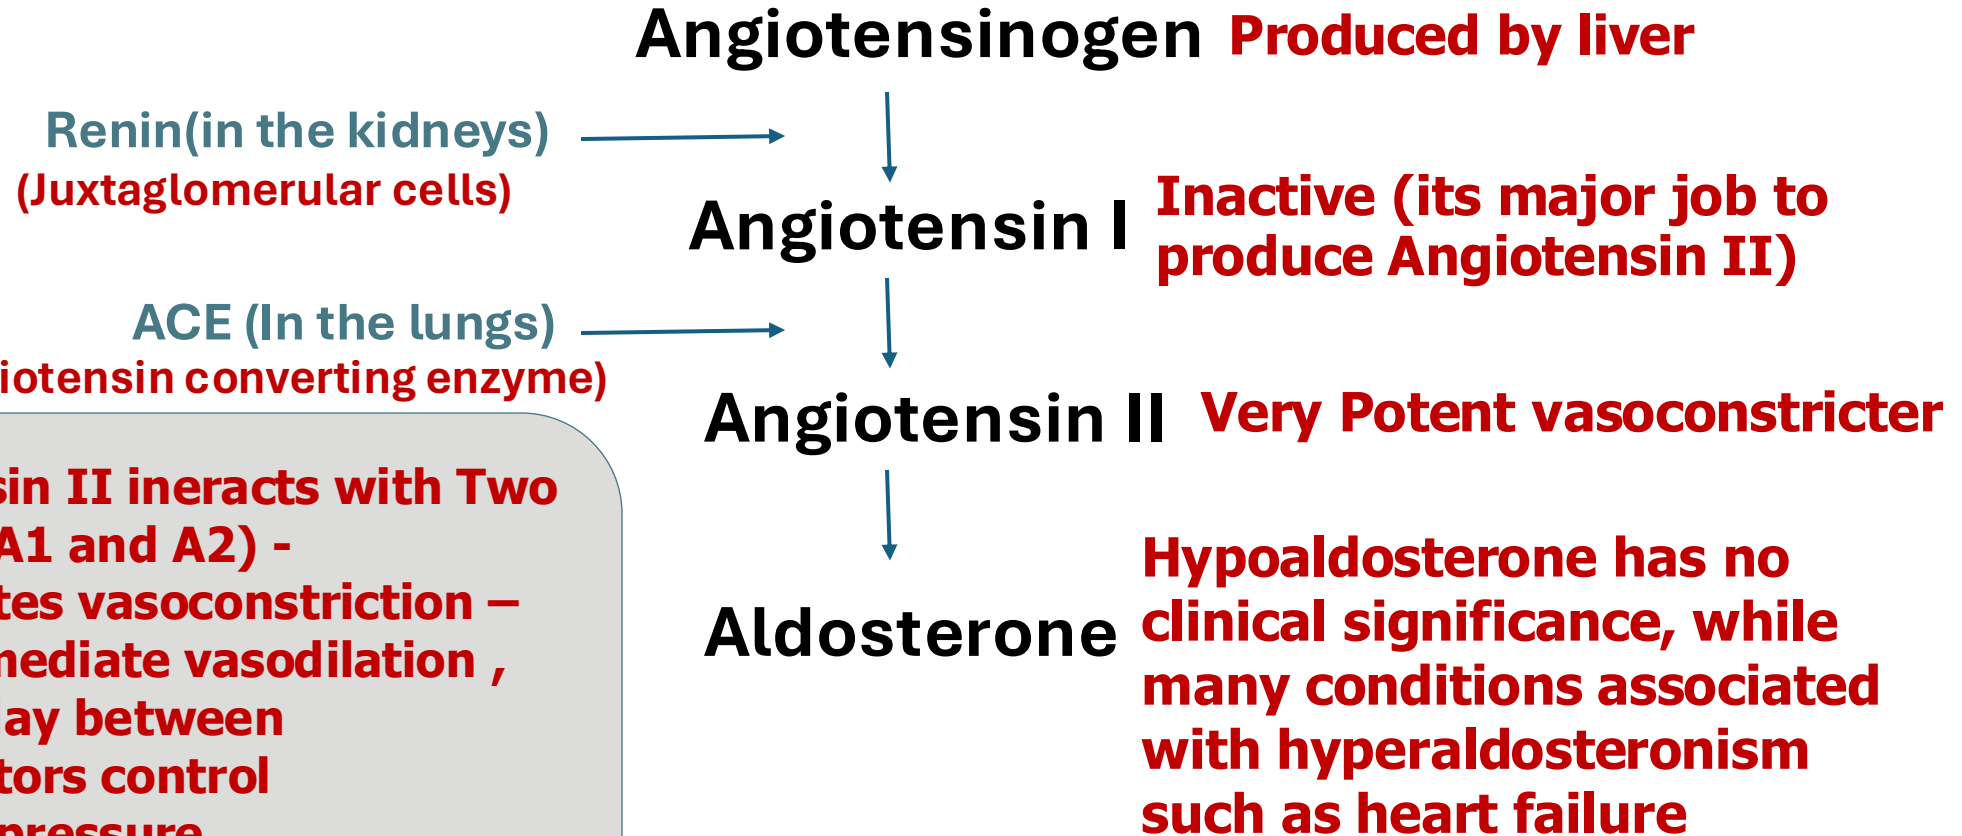 Angiotensinogen Produced by liver
Renin(in the kidneys)
(Juxtaglomerular cells)
Angiotensin I
Inactive (its major job to
produce Angiotensin II)
ACE (In the lungs)
iotensin converting enzyme)
Angiotensin II Very Potent vasoconstricter
sin II ineracts with Two
A1 and A2) -
tes vasoconstriction –
mediate vasodilation ,
lay between
tors control
pressure
Aldosterone
Hypoaldosterone has no
clinical significance, while
many conditions associated
with hyperaldosteronism
such as heart failure